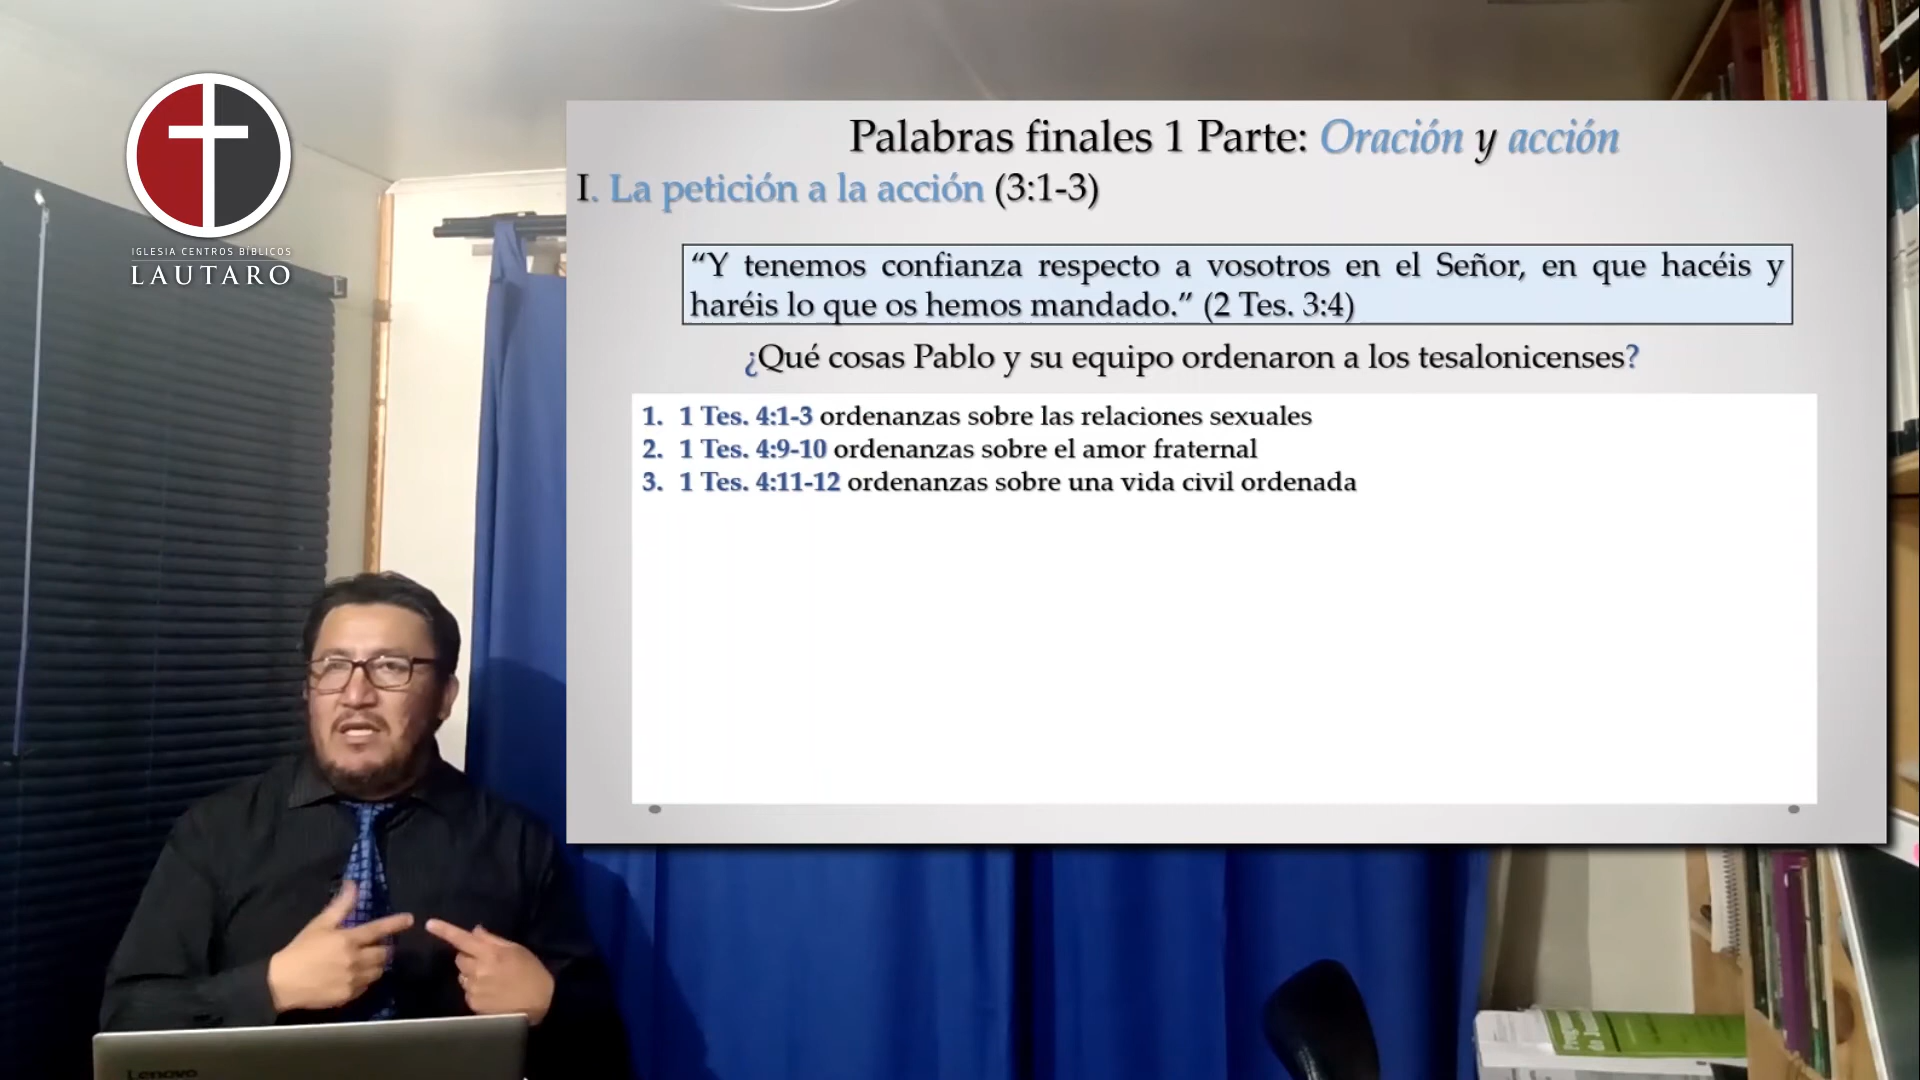 IGLESIA CENTROS BÍBLICOS
LAUTARO
Palabras finales 1 Parte: Oración y acción
I. La petición a la acción (3:1-3)
“Y tenemos confianza respecto a vosotros en el Señor, en que hacéis y
haréis lo que os hemos mandado.” (2 Tes. 3:4)
¿Qué cosas Pablo y su equipo ordenaron a los tesalonicenses?
1. 1 Tes. 4:1-3 ordenanzas sobre las relaciones sexuales
2. 1 Tes. 4:9-10 ordenanzas sobre el amor fraternal
3. 1 Tes. 4:11-12 ordenanzas sobre una vida civil ordenada
Lenovo